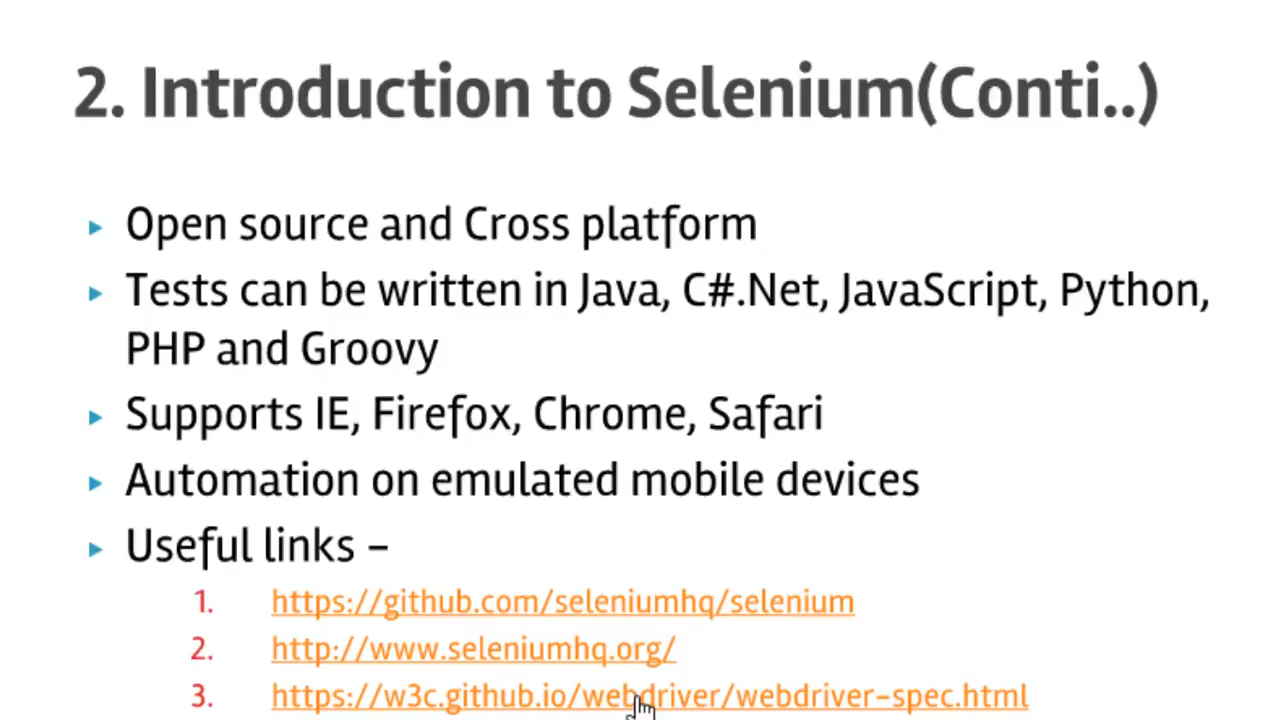 2. Introduction to Selenium(Conti..)
Open source and Cross platform
Tests can be written in Java, C#.Net, JavaScript, Python,
PHP and Groovy
Supports IE, Firefox, Chrome, Safari
Automation on emulated mobile devices
Useful links –
1. https://github.com/seleniumhq/selenium
2. http://www.seleniumhq.org/
3. https://w3c.github.io/webdriver/webdriver-spec.html